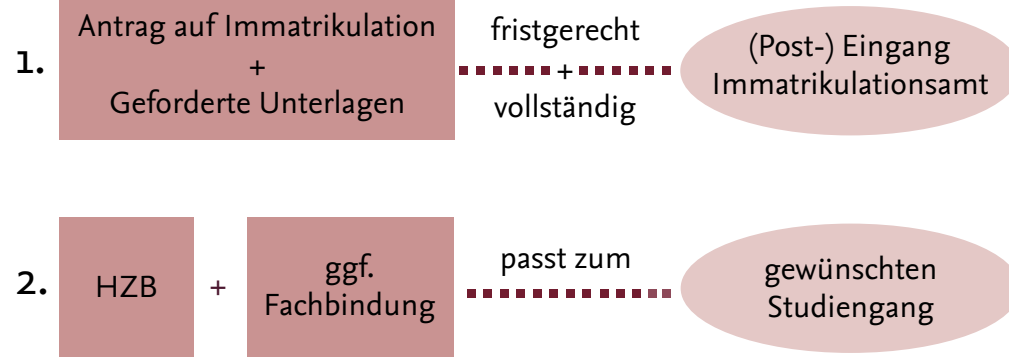 1.
Antrag auf Immatrikulation
+
Geforderte Unterlagen
fristgerecht
+
vollständig
(Post-) Eingang
Immatrikulationsamt
2.
HZB
+
ggf.
Fachbindung
passt zum
gewünschten
Studiengang